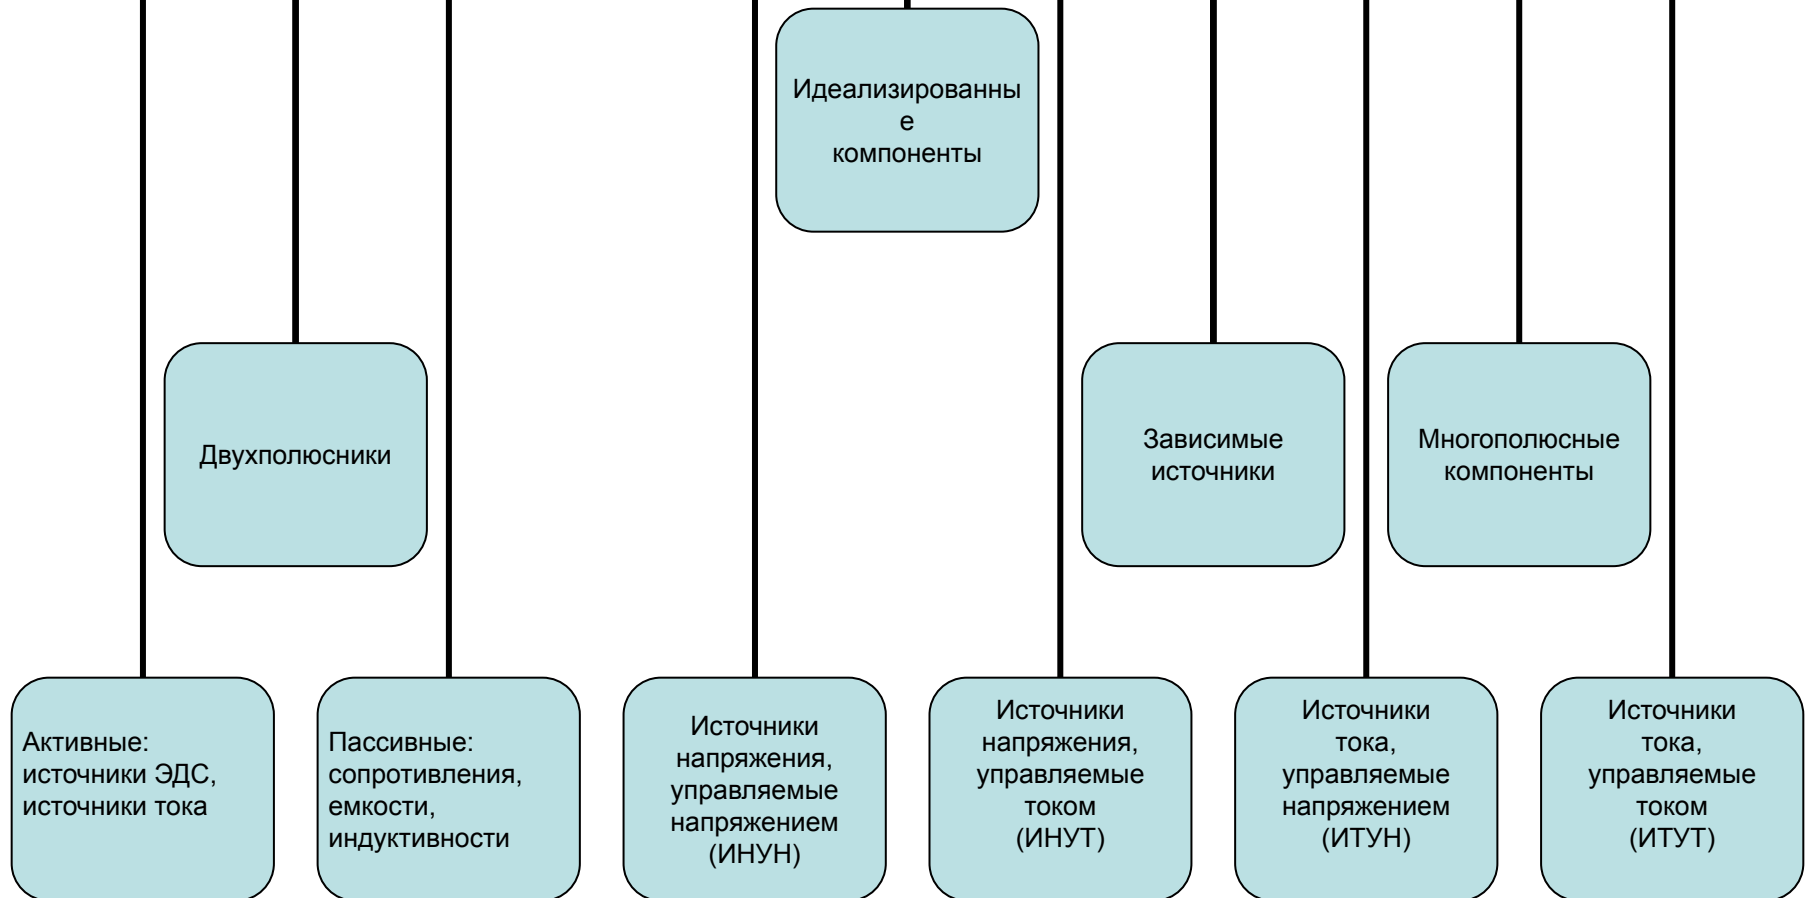 Идеализированны
е
компоненты
Двухполюсники
Зависимые
источники
Многополюсные
компоненты
Активные:
источники ЭДС,
источники тока
Пассивные:
сопротивления,
емкости,
индуктивности
Источники
напряжения,
управляемые
напряжением
(ИНУН)
Источники
напряжения,
управляемые
током
(ИНУТ)
Источники
тока,
управляемые
напряжением
(ИТУН)
Источники
тока,
управляемые
током
(ИТУТ)